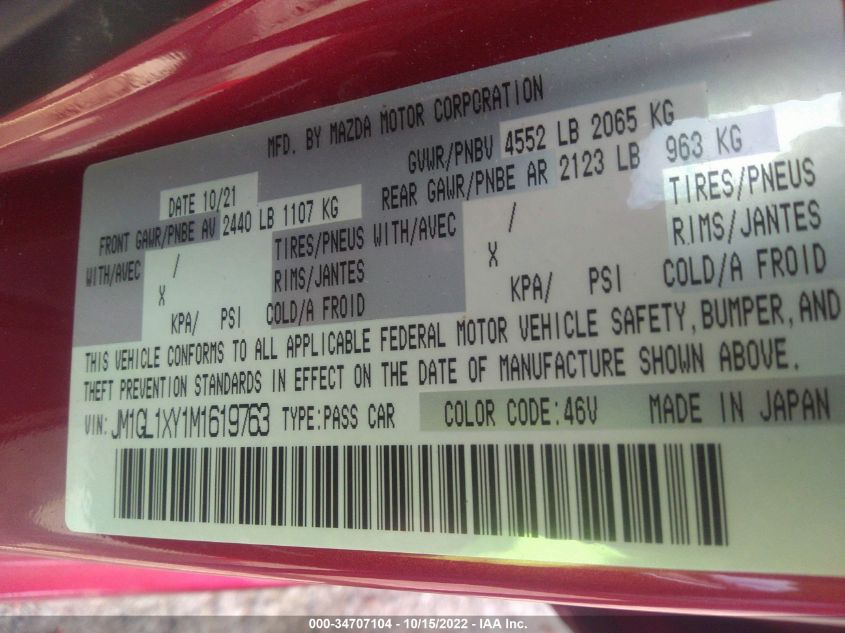 MFD. BY MAZDA MOTOR CORPORATION
DATE 10/21
GVWR/PNBV 4552 LB 2065 KG
FRONT GAWR/PNBE AV 2440 LB 1107 KG
REAR GAWR/PNBE AR 2123 LB 963 KG
WITH/AVEC / TIRES/PNEUS
X RIMS/JANTES
KPA/ PSI COLD/A FROID
WITH/AVEC / TIRES/PNEUS
X RIMS/JANTES
KPA/ PSI COLD/A FROID
THIS VEHICLE CONFORMS TO ALL APPLICABLE FEDERAL MOTOR VEHICLE SAFETY, BUMPER, AND
THEFT PREVENTION STANDARDS IN EFFECT ON THE DATE OF MANUFACTURE SHOWN ABOVE.
VIN: JM1GL1XY1M1619763 TYPE:PASS CAR COLOR CODE:46V MADE IN JAPAN
000-34707104 - 10/15/2022 - IAA Inc.